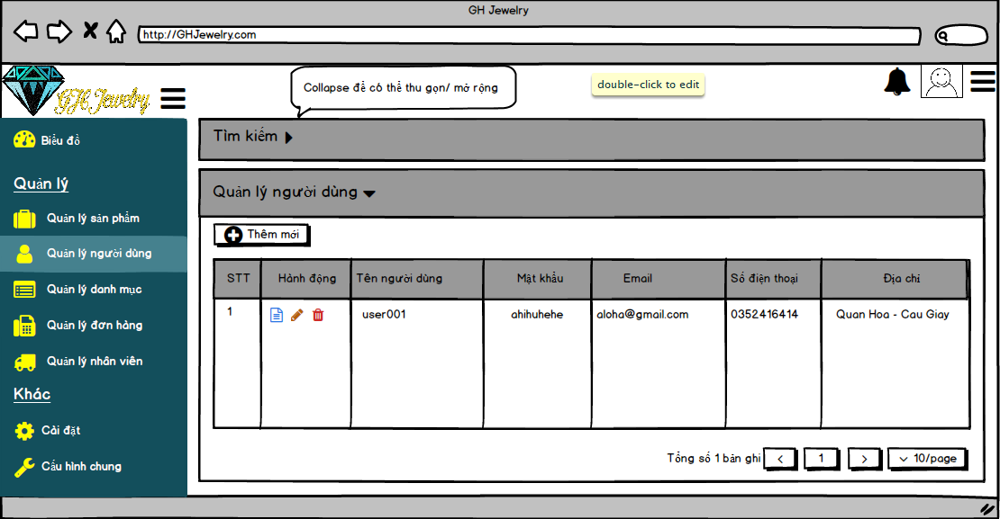 GH Jewelry
http://GHJewelry.com
GH Jewelry
Collapse để có thể thu gọn/ mở rộng
double-click to edit
Biểu đồ
Quản lý
Quản lý sản phẩm
Quản lý người dùng
Quản lý danh mục
Quản lý đơn hàng
Quản lý nhân viên
Khác
Cài đặt
Cấu hình chung
Tìm kiếm
Quản lý người dùng
Thêm mới
STT Hành động Tên người dùng Mật khẩu Email Số điện thoại Địa chỉ
1 user001 ahihuhehe aloha@gmail.com 0352416414 Quan Hoa - Cau Giay
Tổng số 1 bản ghi < 1 > 10/page